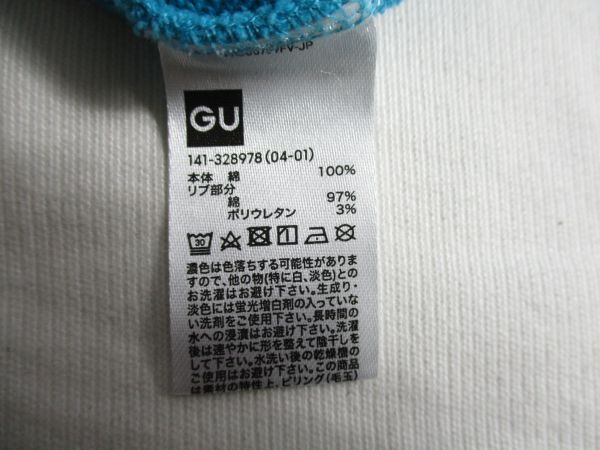 GU
141-328978(04-01)
本体 綿 100%
リブ部分
綿 97%
ポリウレタン 3%
30
濃色は色落ちする可能性がありま
すので、他の物(特に白、淡色)との
お洗濯はお避け下さい。生成り・
淡色には蛍光増白剤の入っていな
い洗剤をご使用下さい。長時間の
水への浸漬はお避け下さい。洗濯
後は速やかに形を整えて陰干しを
して下さい。水洗い後の乾燥機の
ご使用はお避け下さい。この商品
は素材の特性上、ピリング(毛玉)